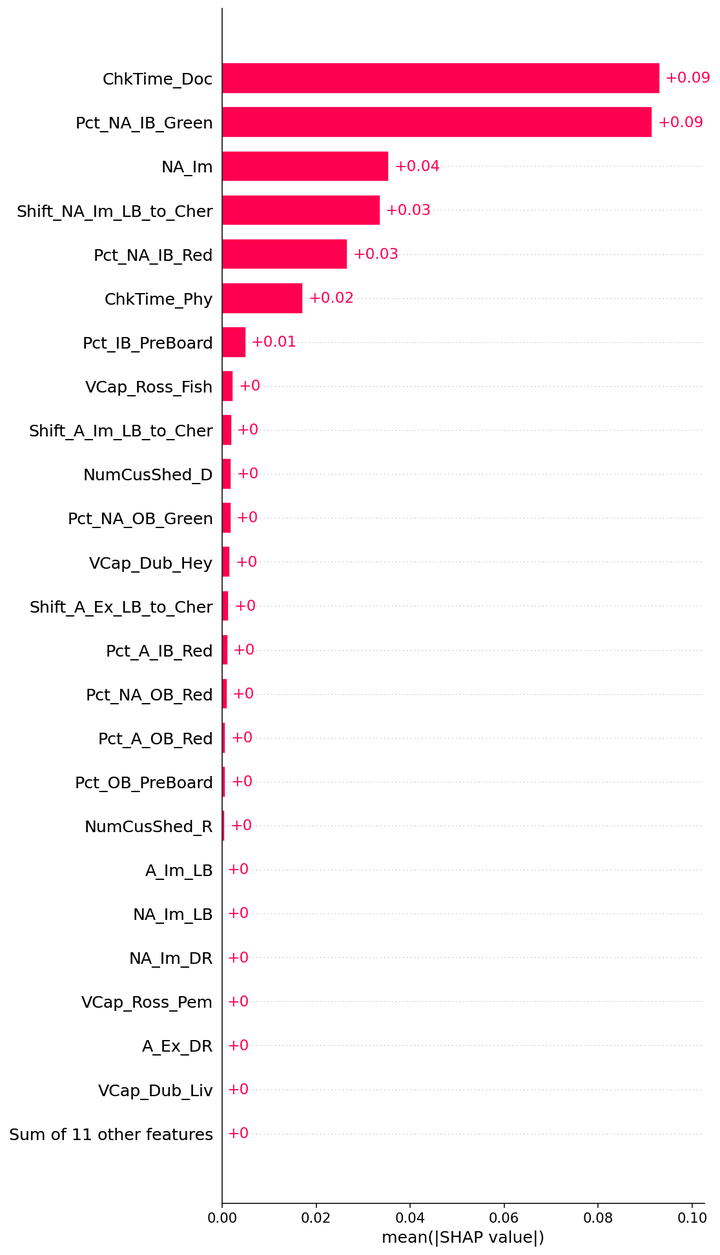 ChkTime_Doc +0.09
Pct_NA_IB_Green +0.09
NA_Im +0.04
Shift_NA_Im_LB_to_Cher +0.03
Pct_NA_IB_Red +0.03
ChkTime_Phy +0.02
Pct_IB_PreBoard +0.01
VCap_Ross_Fish +0
Shift_A_Im_LB_to_Cher +0
NumCusShed_D +0
Pct_NA_OB_Green +0
VCap_Dub_Hey +0
Shift_A_Ex_LB_to_Cher +0
Pct_A_IB_Red +0
Pct_NA_OB_Red +0
Pct_A_OB_Red +0
Pct_OB_PreBoard +0
NumCusShed_R +0
A_Im_LB +0
NA_Im_LB +0
NA_Im_DR +0
VCap_Ross_Pem +0
A_Ex_DR +0
VCap_Dub_Liv +0
Sum of 11 other features +0
0.00 0.02 0.04 0.06 0.08 0.10
mean(|SHAP value|)